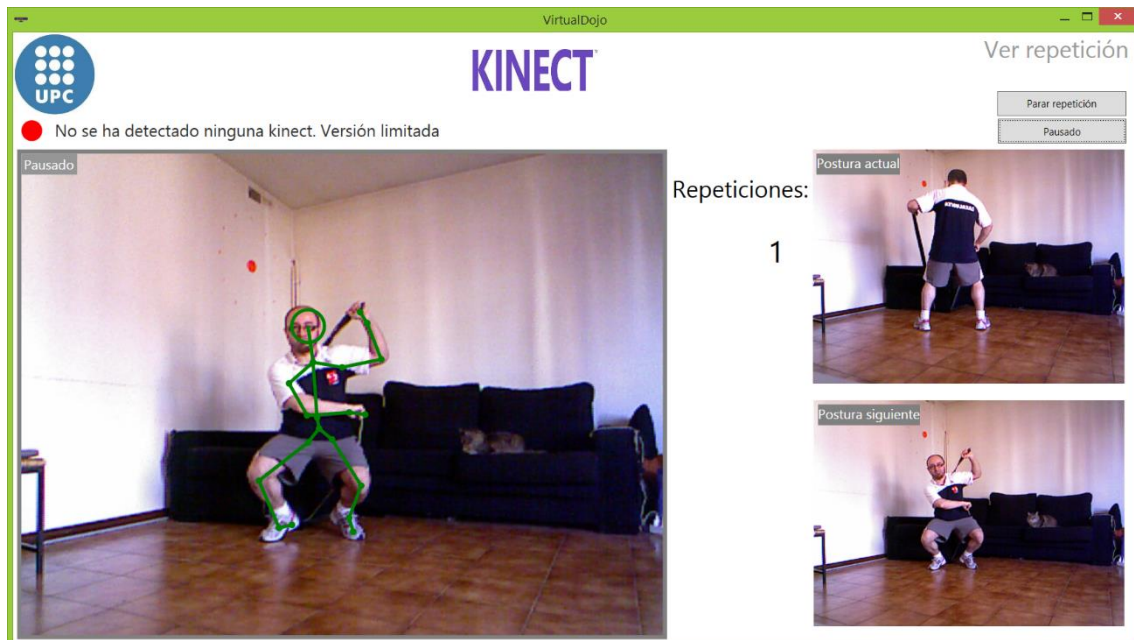 VirtualDojo
UPC
KINECT
Ver repetición
Parar repetición
Pausado
No se ha detectado ninguna kinect. Versión limitada
Pausado
Repeticiones:
1
Postura actual
Postura siguiente